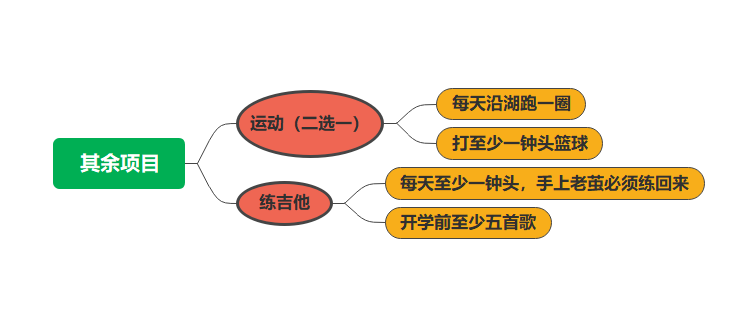 其余项目
运动（二选一）
每天沿湖跑一圈
打至少一钟头篮球
练吉他
每天至少一钟头，手上老茧必须练回来
开学前至少五首歌